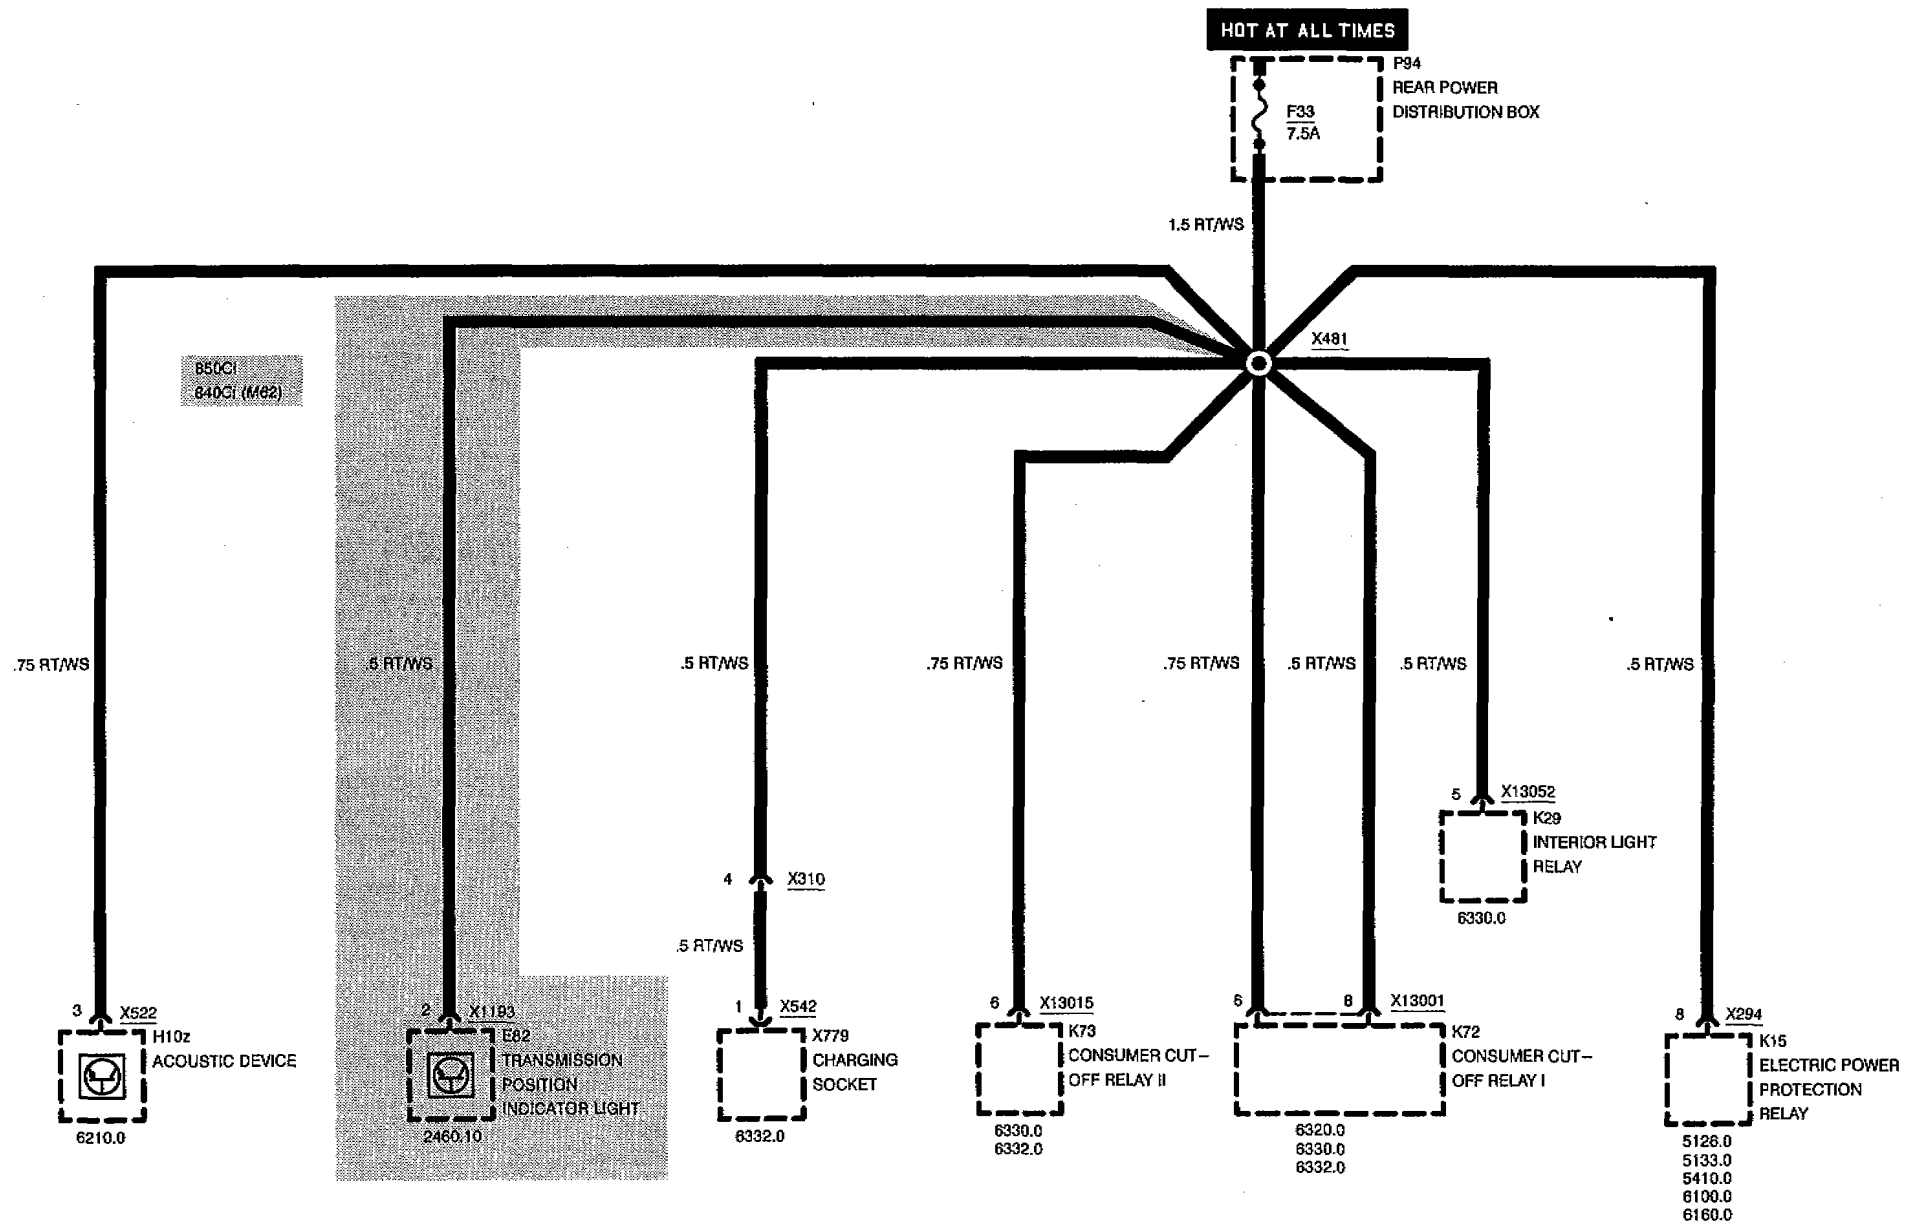 HOT AT ALL TIMES
P94
REAR POWER
DISTRIBUTION BOX
F33
7.5A
1.5 RT/WS
X481
850Ci
840Ci (M62)
.75 RT/WS
.5 RT/WS
.5 RT/WS
.75 RT/WS
.75 RT/WS
.5 RT/WS
.5 RT/WS
.5 RT/WS
5
X13052
K29
INTERIOR LIGHT
RELAY
6330.0
4
X310
.5 RT/WS
3
X522
H10z
ACOUSTIC DEVICE
6210.0
2
X1193
E82
TRANSMISSION
POSITION
INDICATOR LIGHT
2460.10
1
X542
X779
CHARGING
SOCKET
6332.0
6
X13015
K73
CONSUMER CUT–
OFF RELAY II
6330.0
6332.0
6
8
X13001
K72
CONSUMER CUT–
OFF RELAY I
6320.0
6330.0
6332.0
8
X294
K15
ELECTRIC POWER
PROTECTION
RELAY
5126.0
5133.0
5410.0
6100.0
6160.0